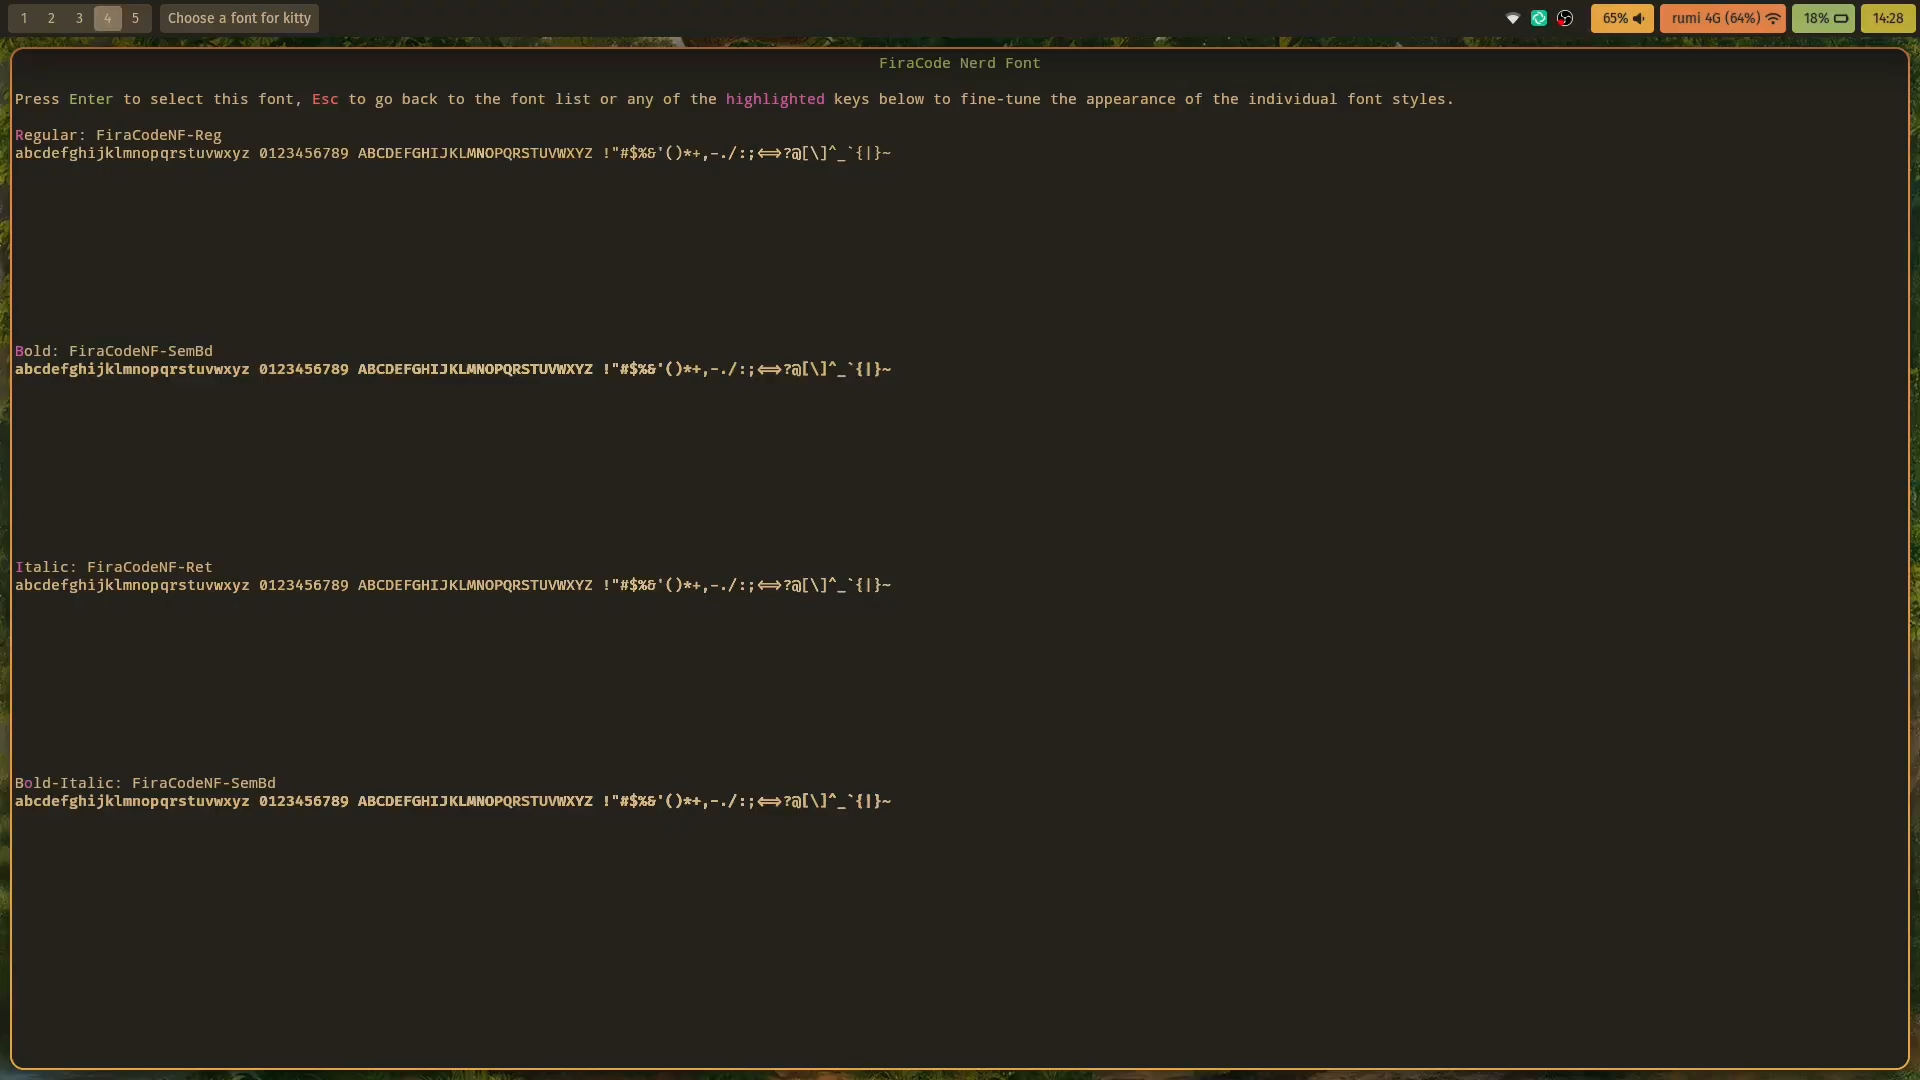 1 2 3 4 5 Choose a font for kitty 65% rumi 4G (64%) 18% 14:28
FiraCode Nerd Font
Press Enter to select this font, Esc to go back to the font list or any of the highlighted keys below to fine-tune the appearance of the individual font styles.
Regular: FiraCodeNF-Reg
abcdefghijklmnopqrstuvwxyz 0123456789 ABCDEFGHIJKLMNOPQRSTUVWXYZ !"#$%&'()*+,-./:;<=>?@[\]^_`{|}~
Bold: FiraCodeNF-SemBd
abcdefghijklmnopqrstuvwxyz 0123456789 ABCDEFGHIJKLMNOPQRSTUVWXYZ !"#$%&'()*+,-./:;<=>?@[\]^_`{|}~
Italic: FiraCodeNF-Ret
abcdefghijklmnopqrstuvwxyz 0123456789 ABCDEFGHIJKLMNOPQRSTUVWXYZ !"#$%&'()*+,-./:;<=>?@[\]^_`{|}~
Bold-Italic: FiraCodeNF-SemBd
abcdefghijklmnopqrstuvwxyz 0123456789 ABCDEFGHIJKLMNOPQRSTUVWXYZ !"#$%&'()*+,-./:;<=>?@[\]^_`{|}~